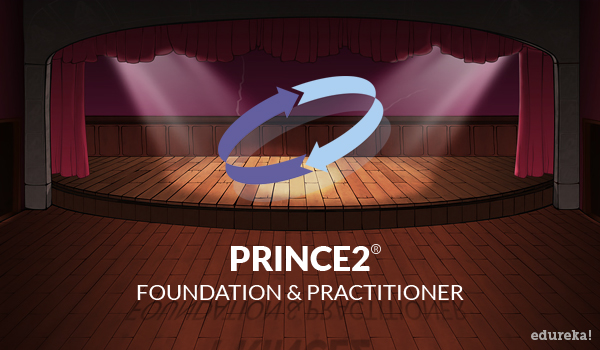 PRINCE2®
FOUNDATION & PRACTITIONER
edureka!